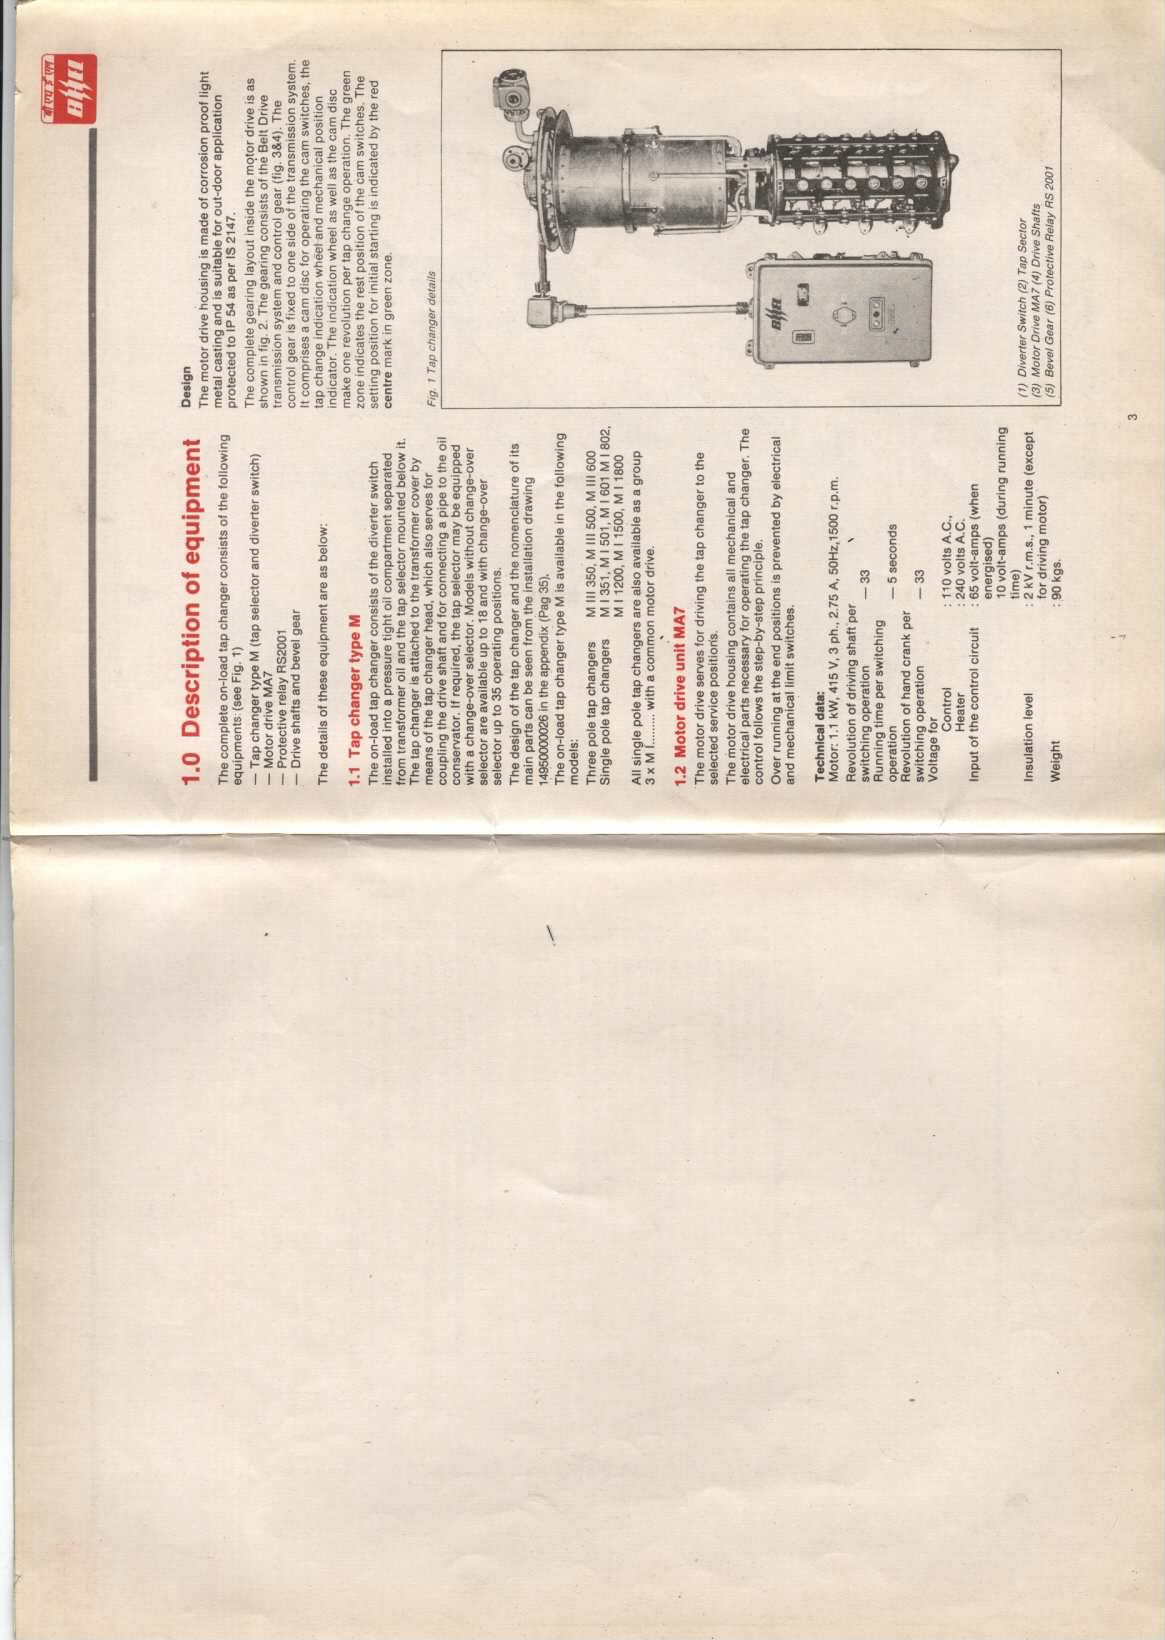 बी एच ई एल
1.0 Description of equipment
The complete on-load tap changer consists of the following
equipments: (see Fig. 1)
— Tap changer type M (tap selector and diverter switch)
— Motor drive MA7
— Protective relay RS2001
— Drive shafts and bevel gear
The details of these equipment are as below:
1.1 Tap changer type M
The on-load tap changer consists of the diverter switch
installed into a pressure tight oil compartment separated
from transformer oil and the tap selector mounted below it.
The tap changer is attached to the transformer cover by
means of the tap changer head, which also serves for
coupling the drive shaft and for connecting a pipe to the oil
conservator. If required, the tap selector may be equipped
with a change-over selector. Models without change-over
selector are available up to 18 and with change-over
selector up to 35 operating positions.
The design of the tap changer and the nomenclature of its
main parts can be seen from the installation drawing
14950000026 in the appendix (Pag 35).
The on-load tap changer type M is available in the following
models:
Three pole tap changers M III 350, M III 500, M III 600
Single pole tap changers M I 351, M I 501, M I 601 M I 802,
M I 1200, M I 1500, M I 1800
All single pole tap changers are also available as a group
3 x M I......... with a common motor drive.
1.2 Motor drive unit MA7
The motor drive serves for driving the tap changer to the
selected service positions.
The motor drive housing contains all mechanical and
electrical parts necessary for operating the tap changer. The
control follows the step-by-step principle.
Over running at the end positions is prevented by electrical
and mechanical limit switches.
Technical data:
Motor: 1.1 kW, 415 V, 3 ph., 2.75 A, 50Hz,1500 r.p.m.
Revolution of driving shaft per
switching operation — 33
Running time per switching
operation — 5 seconds
Revolution of hand crank per
switching operation — 33
Voltage for
Control : 110 volts A.C.,
Heater : 240 volts A.C.
Input of the control circuit : 65 volt-amps (when
energised)
10 volt-amps (during running
time)
Insulation level : 2 kV r.m.s., 1 minute (except
for driving motor)
Weight : 90 kgs.
Design
The motor drive housing is made of corrosion proof light
metal casting and is suitable for out-door application
protected to IP 54 as per IS 2147.
The complete gearing layout inside the motor drive is as
shown in fig. 2. The gearing consists of the Belt Drive
transmission system and control gear (fig. 3&4). The
control gear is fixed to one side of the transmission system.
It comprises a cam disc for operating the cam switches, the
tap change indication wheel and mechanical position
indicator. The indication wheel as well as the cam disc
make one revolution per tap change operation. The green
zone indicates the rest position of the cam switches. The
setting position for initial starting is indicated by the red
centre mark in green zone.
Fig. 1 Tap changer details
(1) Diverter Switch (2) Tap Sector
(3) Motor Drive MA7 (4) Drive Shafts
(5) Bevel Gear (6) Protective Relay RS 2001
3